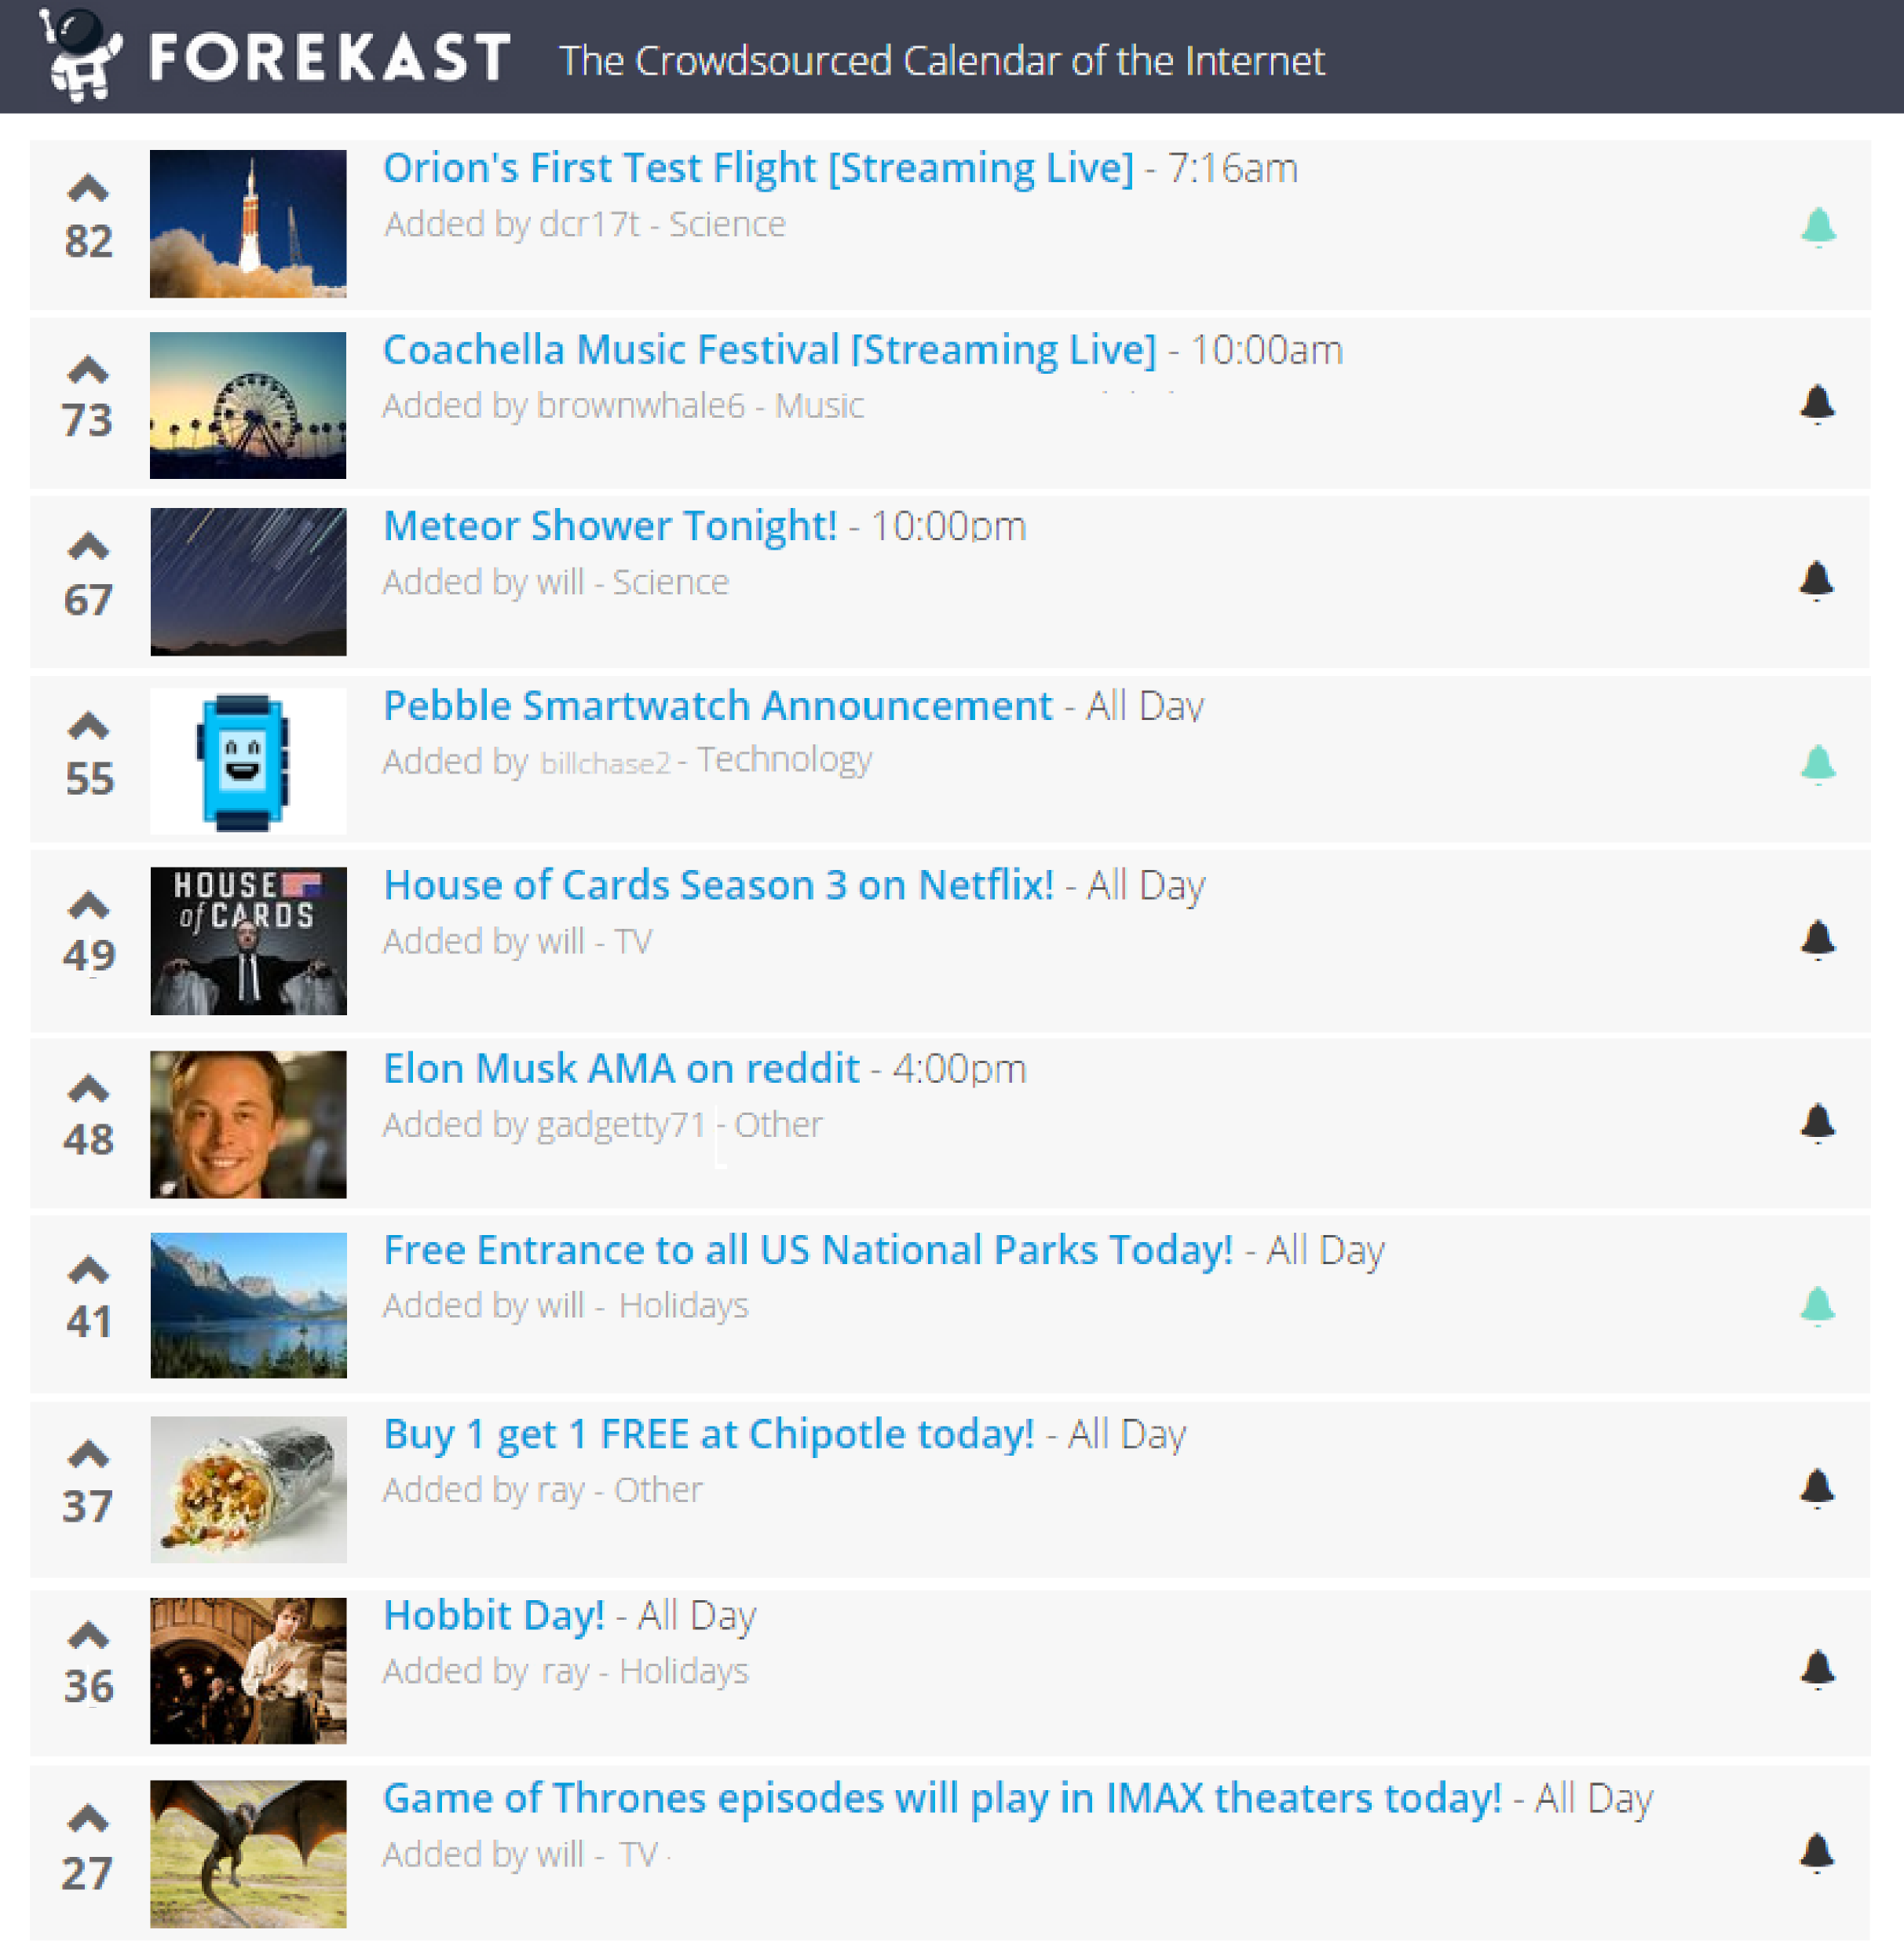 FOREKAST The Crowdsourced Calendar of the Internet
Orion's First Test Flight [Streaming Live] - 7:16am
Added by dcr17t - Science
82
Coachella Music Festival [Streaming Live] - 10:00am
Added by brownwhale6 - Music
73
Meteor Shower Tonight! - 10:00pm
Added by will - Science
67
Pebble Smartwatch Announcement - All Day
Added by billchase2 - Technology
55
HOUSE
of CARDS
House of Cards Season 3 on Netflix! - All Day
Added by will - TV
49
Elon Musk AMA on reddit - 4:00pm
Added by gadgetty71 - Other
48
Free Entrance to all US National Parks Today! - All Day
Added by will - Holidays
41
Buy 1 get 1 FREE at Chipotle today! - All Day
Added by ray - Other
37
Hobbit Day! - All Day
Added by ray - Holidays
36
Game of Thrones episodes will play in IMAX theaters today! - All Day
Added by will - TV
27